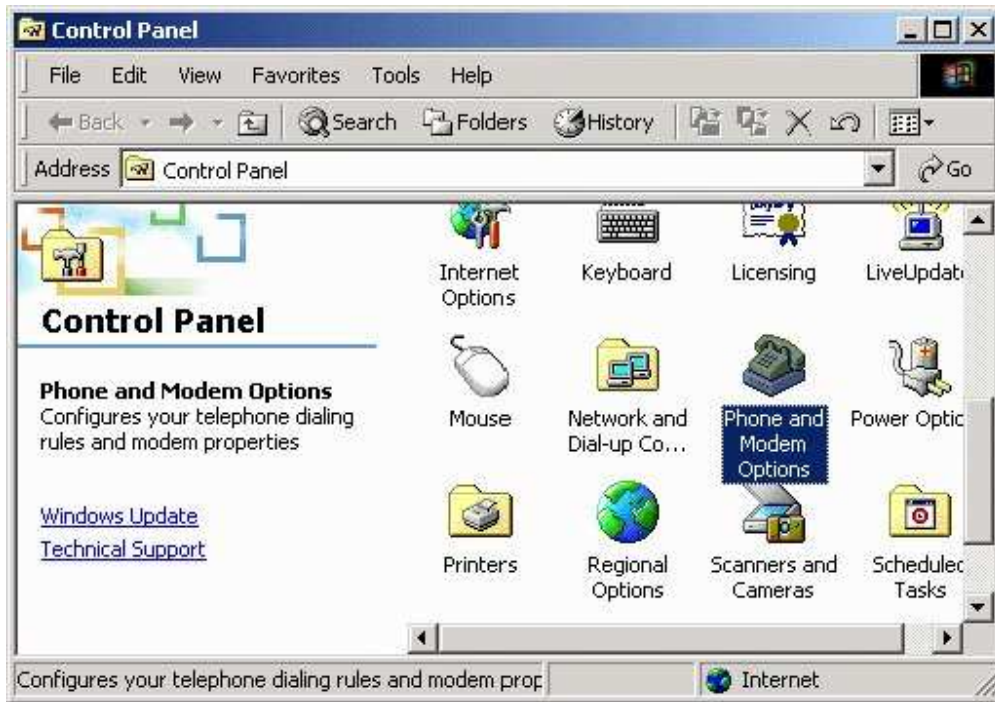 Control Panel
File Edit View Favorites Tools Help
Back Search Folders History
Address Control Panel Go
Control Panel
Phone and Modem Options
Configures your telephone dialing
rules and modem properties
Windows Update
Technical Support
Internet
Options
Keyboard
Licensing
LiveUpdat
Mouse
Network and
Dial-up Co...
Phone and
Modem
Options
Power Optio
Printers
Regional
Options
Scanners and
Cameras
Scheduled
Tasks
Configures your telephone dialing rules and modem prop
Internet